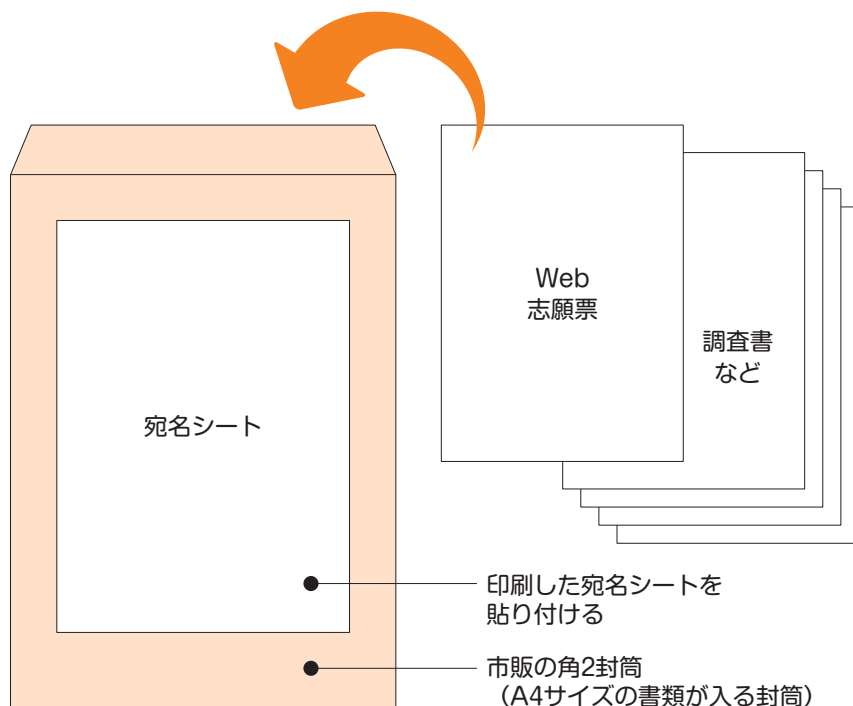 Web
志願票
調査書
など
宛名シート
印刷した宛名シートを
貼り付ける
市販の角2封筒
（A4サイズの書類が入る封筒）